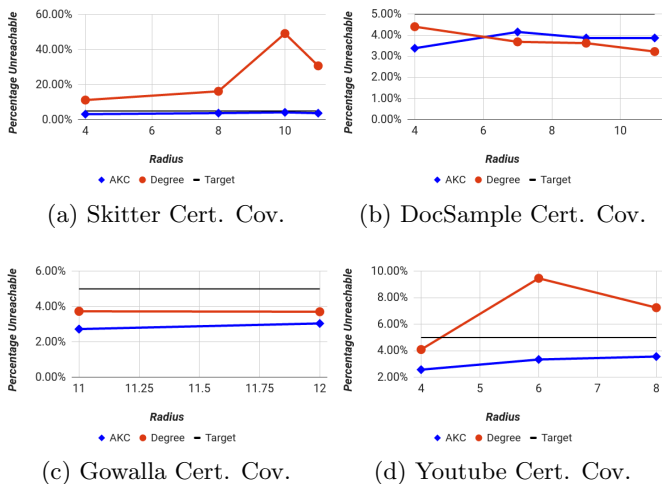 Percentage Unreachable
60.00%
40.00%
20.00%
0.00%
4 6 8 10
Radius
AKC Degree Target
(a) Skitter Cert. Cov.
Percentage Unreachable
5.00%
4.00%
3.00%
2.00%
1.00%
0.00%
4 6 8 10
Radius
AKC Degree Target
(b) DocSample Cert. Cov.
Percentage Unreachable
6.00%
4.00%
2.00%
0.00%
11 11.25 11.5 11.75 12
Radius
AKC Degree Target
(c) Gowalla Cert. Cov.
Percentage Unreachable
10.00%
8.00%
6.00%
4.00%
2.00%
4 5 6 7 8
Radius
AKC Degree Target
(d) Youtube Cert. Cov.